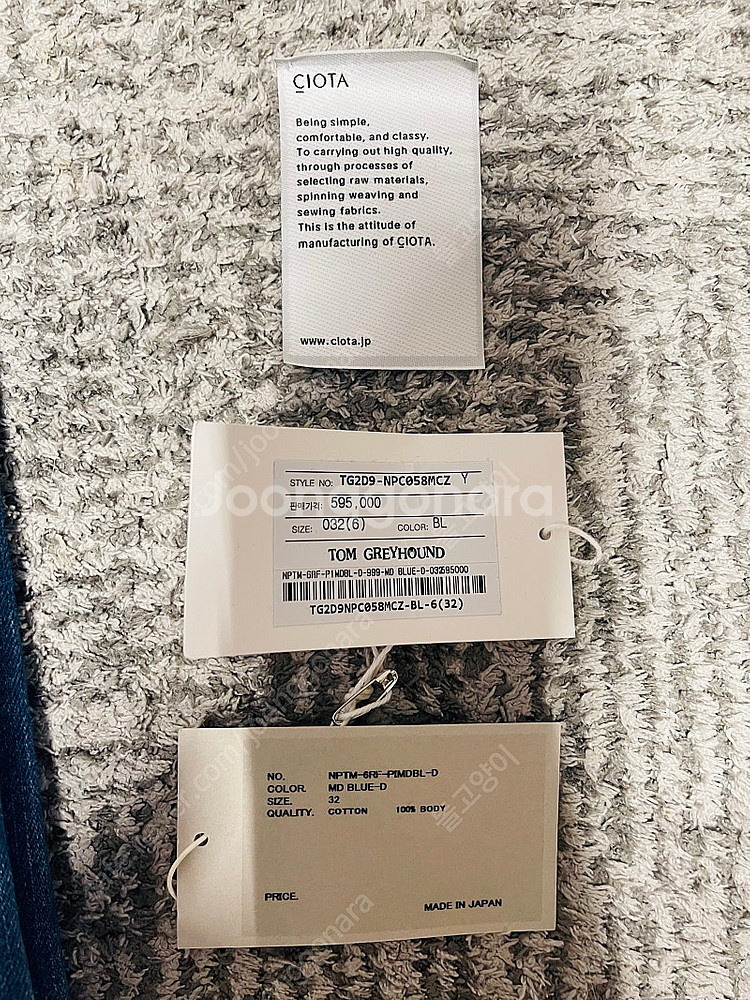 CIOTA
Being simple,
comfortable, and classy.
To carrying out high quality,
through processes of
selecting raw materials,
spinning weaving and
sewing fabrics.
This is the attitude of
manufacturing of CIOTA.
www.ciota.jp
Joonggonara
STYLE NO: TG2D9-NPC058MCZ Y
판매가격: 595,000
SIZE: 032(6) COLOR: BL
TOM GREYHOUND
NPTM-6RF-PIMDBL-D-999-MD BLUE-D-032595000
TG2D9NPC058MCZ-BL-6(32)
NO. NPTM-6RF-PIMDBL-D
COLOR. MD BLUE-D
SIZE. 32
QUALITY. COTTON 100% BODY
들고양이
PRICE.
MADE IN JAPAN